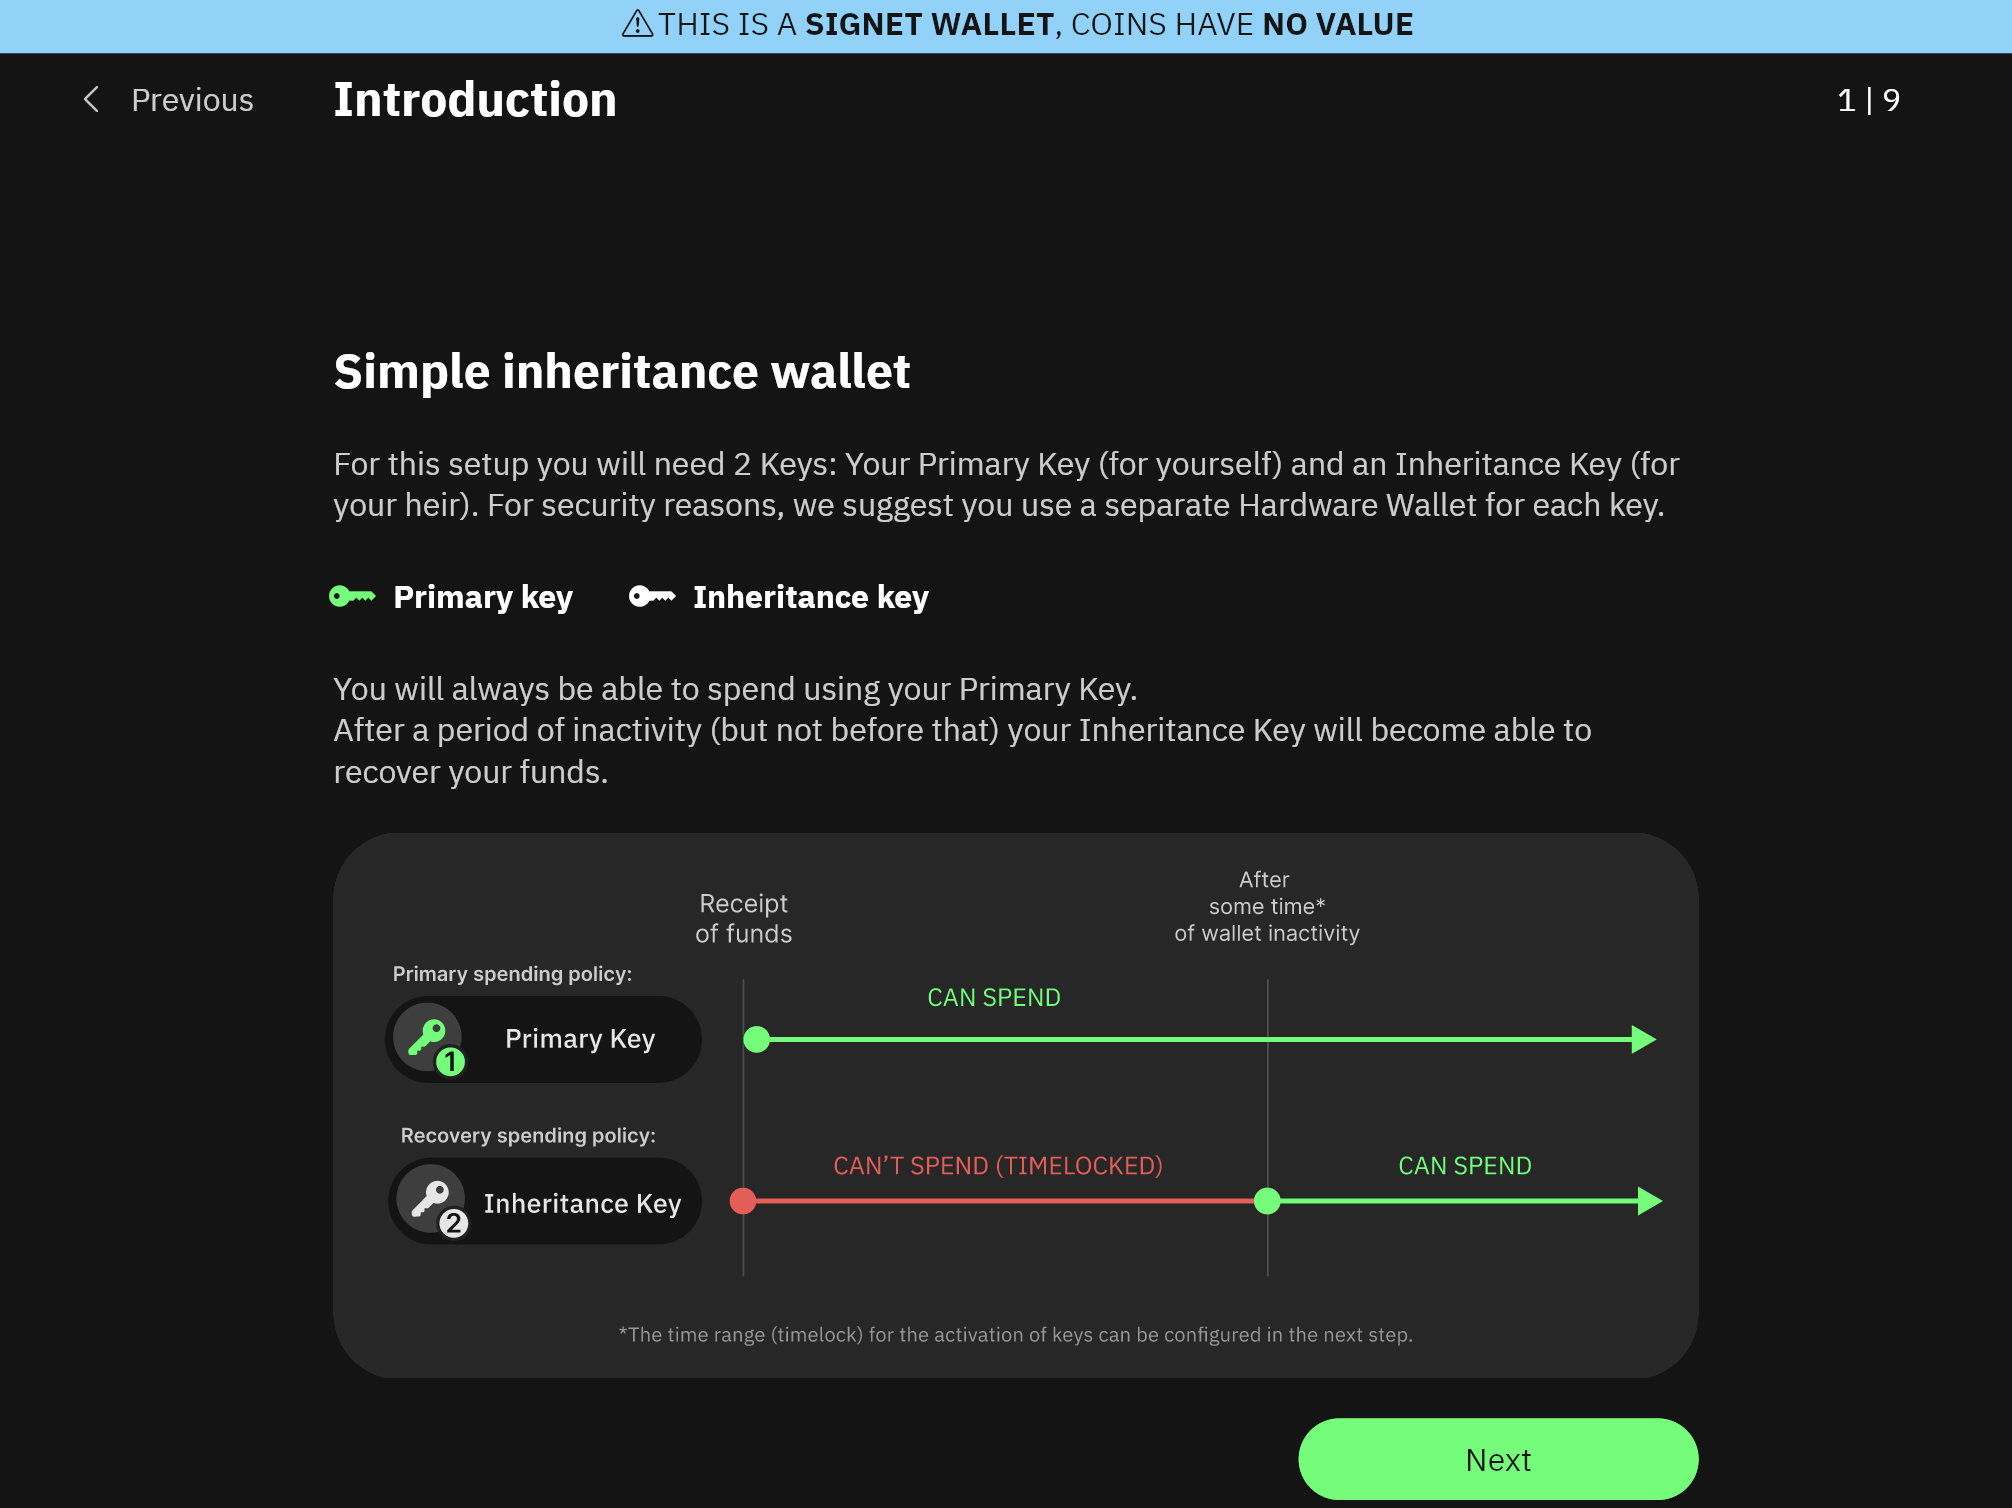 THIS IS A SIGNET WALLET, COINS HAVE NO VALUE
Previous
Introduction
1 | 9
Simple inheritance wallet
For this setup you will need 2 Keys: Your Primary Key (for yourself) and an Inheritance Key (for
your heir). For security reasons, we suggest you use a separate Hardware Wallet for each key.
Primary key
Inheritance key
You will always be able to spend using your Primary Key.
After a period of inactivity (but not before that) your Inheritance Key will become able to
recover your funds.
Receipt
of funds
After
some time*
of wallet inactivity
Primary spending policy:
1
Primary Key
CAN SPEND
Recovery spending policy:
2
Inheritance Key
CAN’T SPEND (TIMELOCKED)
CAN SPEND
*The time range (timelock) for the activation of keys can be configured in the next step.
Next